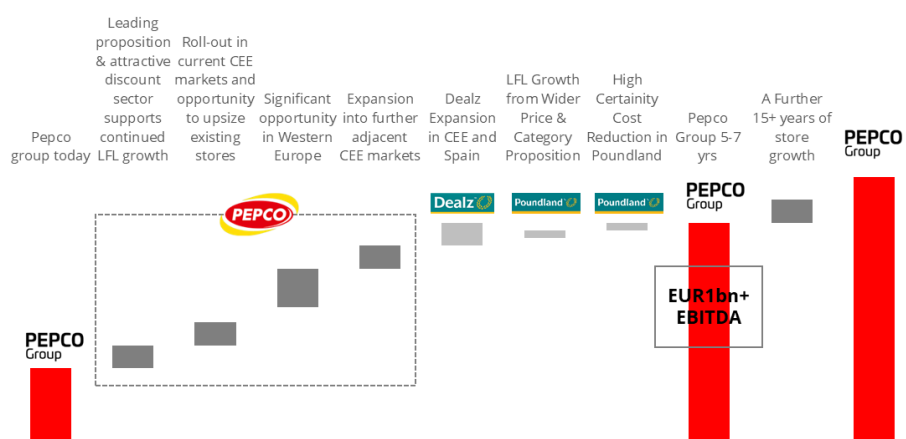 Pepco
group today
Leading
proposition
& attractive
discount
sector
supports
continued
LFL growth
Roll-out in
current CEE
markets and
opportunity
to upsize
existing
stores
Significant
opportunity
in Western
Europe
Expansion
into further
adjacent
CEE markets
Dealz
Expansion
in CEE and
Spain
LFL Growth
from Wider
Price &
Category
Proposition
High
Certainity
Cost
Reduction in
Poundland
Pepco
Group 5-7
yrs
A Further
15+ years of
store
growth
PEPCO
Group
PEPCO
Dealz
Poundland
Poundland
PEPCO
Group
EUR1bn+
EBITDA
PEPCO
Group